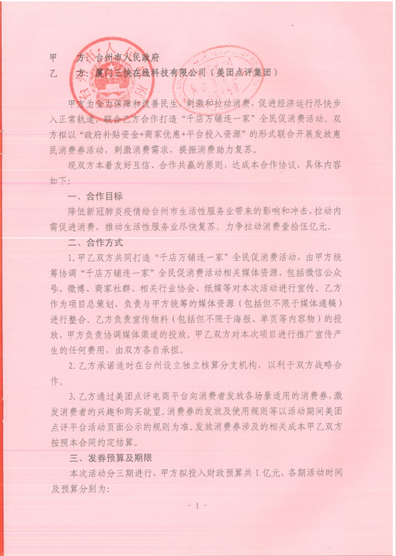 甲　　方：台州市人民政府
乙　　方：厦门三快在线科技有限公司（美团点评集团）
甲方为全力保障和改善民生，刺激和拉动消费，促进经济运行尽快步
入正常轨道，联合乙方合作打造“千店万铺连一家”全民促消费活动。双
方拟以“政府补贴资金+商家优惠+平台投入资源”的形式联合开展发放惠
民消费券活动，刺激消费需求，提振消费助力复苏。
现双方本着友好互信、合作共赢的原则，达成本合作协议，具体内容
如下：
一、合作目标
降低新冠肺炎疫情给台州市生活性服务业带来的影响和冲击，拉动内
需促进消费，推动生活性服务业尽快复苏，力争拉动消费壹拾伍亿元。
二、合作方式
1.甲乙双方共同打造“千店万铺连一家”全民促消费活动，由甲方统
筹协调“千店万铺连一家”全民促消费活动相关媒体资源，包括微信公众
号、微博、商家社群、相关行业协会、纸媒等对本次活动进行宣传。乙方
作为项目总策划，负责与甲方统筹的媒体资源（包括但不限于媒体通稿）
进行整合。乙方负责宣传物料（包括但不限于海报、单页等内容物）的投
放，甲方负责协调媒体渠道的投放。甲乙双方对本次项目进行推广宣传产
生的任何费用，由双方各自承担。
2.乙方承诺适时在台州设立独立核算分支机构，以利于双方战略合
作。
3.乙方通过美团点评电商平台向消费者发放各场景适用的消费券，激
发消费者的兴趣和购买欲望。消费券的发放及使用规则等以活动期间美团
点评平台活动页面公示的规则为准。发放消费券涉及的相关成本甲乙双方
按照本合同约定结算。
三、发券预算及期限
本次活动分三期进行，甲方拟投入财政预算共1亿元，各期活动时间
及预算分别为：
- 1 -